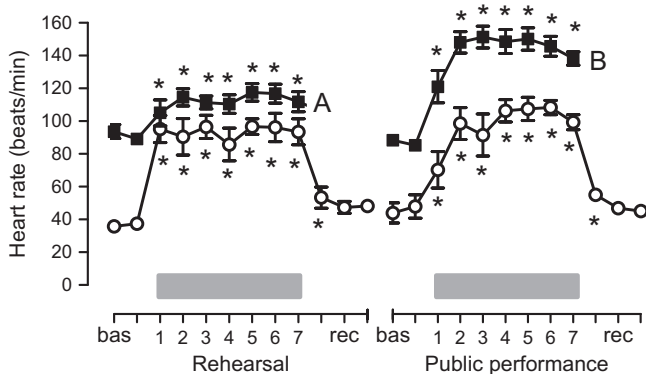 Heart rate (beats/min)
160
140
120
100
80
60
40
20
0
* * * * * * *
A
* * * * * * *
*
* * * * * * *
B
* * * * * * *
*
bas 1 2 3 4 5 6 7 rec
bas 1 2 3 4 5 6 7 rec
Rehearsal
Public performance